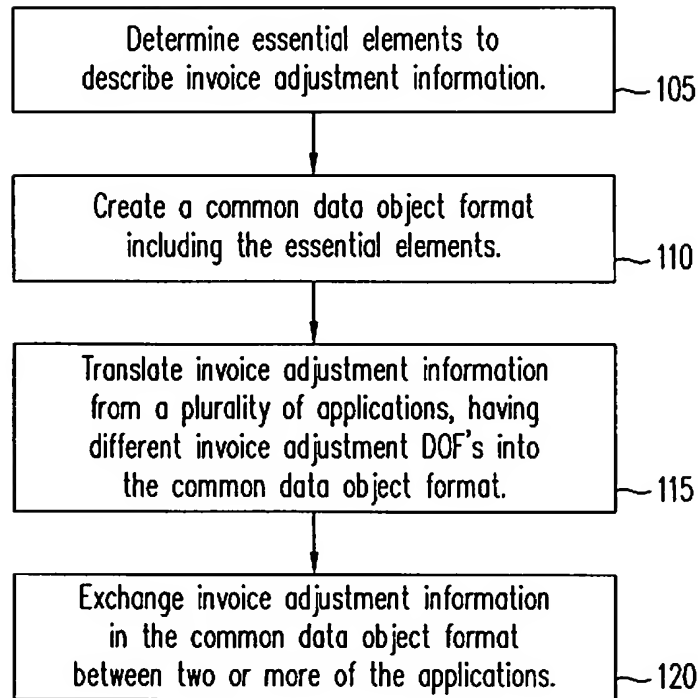 Determine essential elements to
describe invoice adjustment information.
105
Create a common data object format
including the essential elements.
110
Translate invoice adjustment information
from a plurality of applications, having
different invoice adjustment DOF's into
the common data object format.
115
Exchange invoice adjustment information
in the common data object format
between two or more of the applications.
120